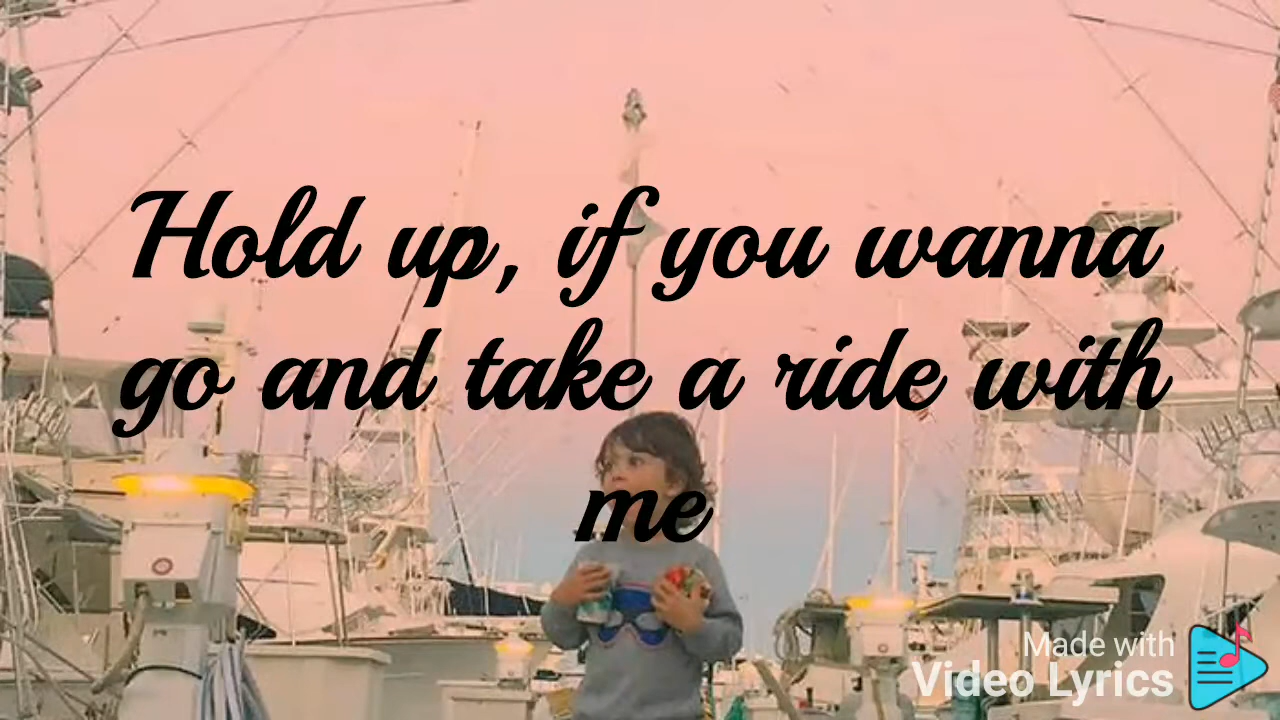 Hold up, if you wanna
go and take a ride with
me
Made with
Video Lyrics